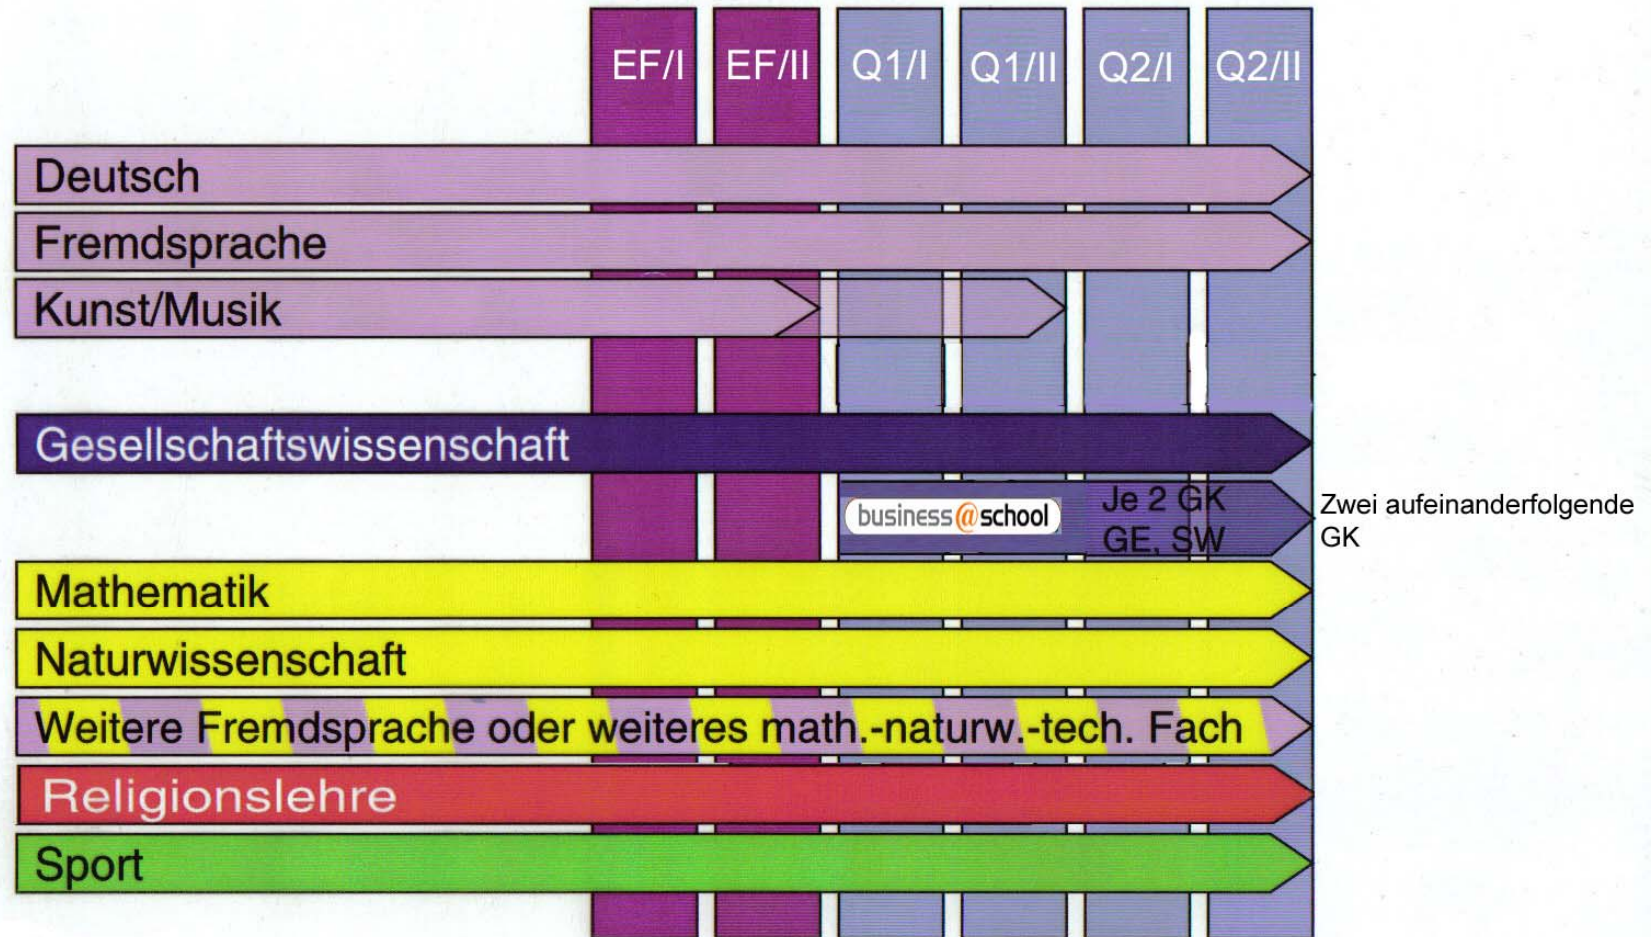 EF/I EF/II Q1/I Q1/II Q2/I Q2/II
Deutsch
Fremdsprache
Kunst/Musik
Gesellschaftswissenschaft
business@school
Je 2 GK
GE, SW
Zwei aufeinanderfolgende
GK
Mathematik
Naturwissenschaft
Weitere Fremdsprache oder weiteres math.-naturw.-tech. Fach
Religionslehre
Sport